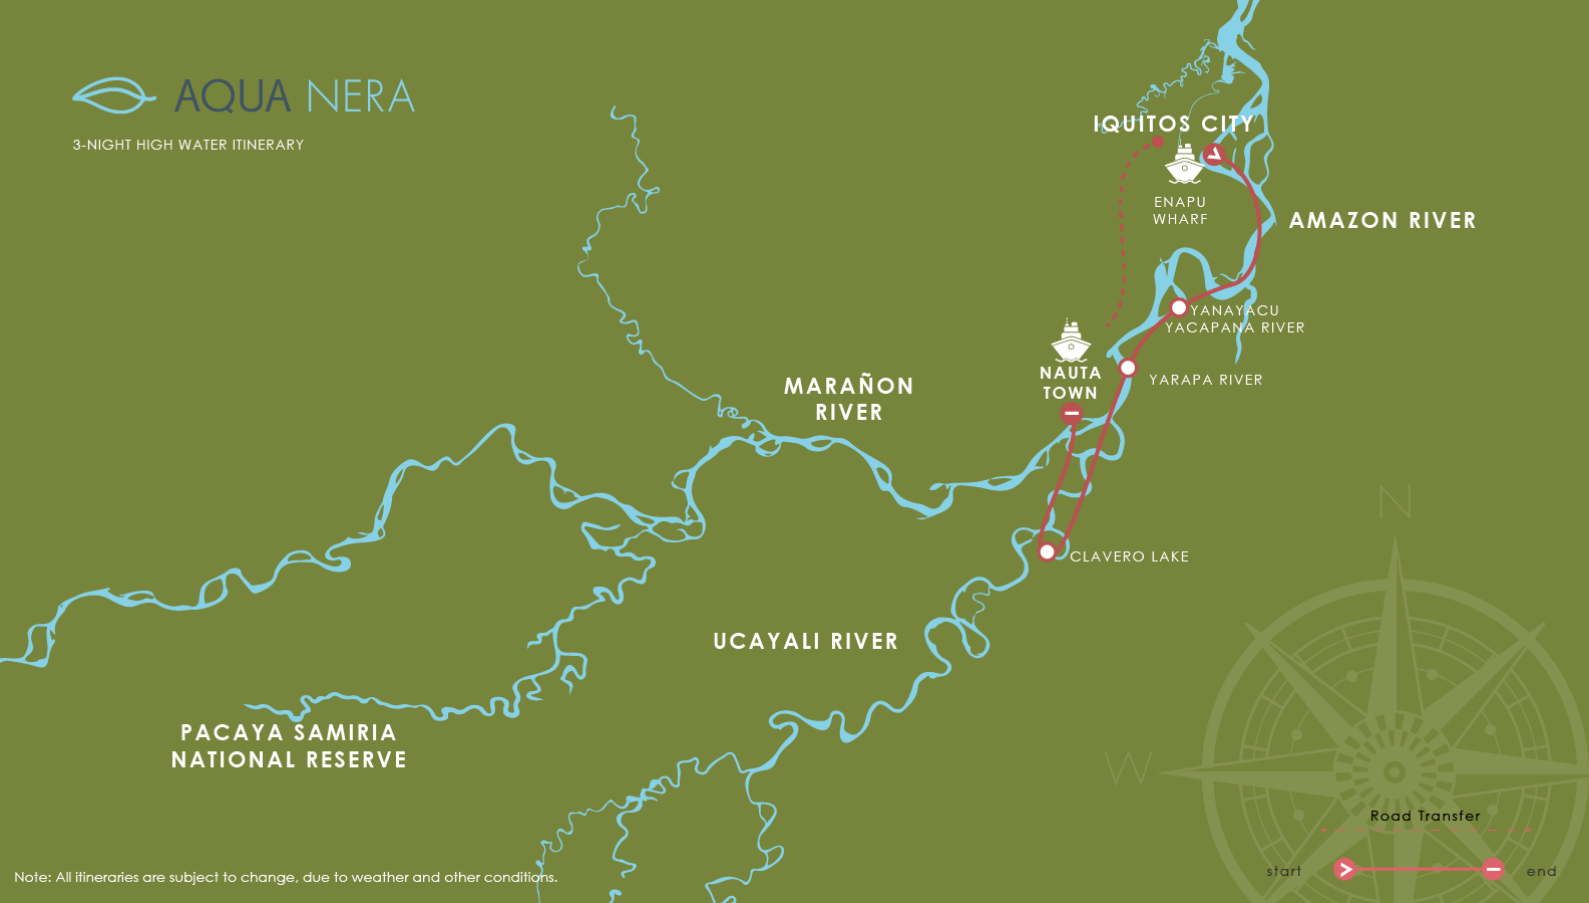 AQUA NERA
3-NIGHT HIGH WATER ITINERARY
IQUITOS CITY
ENAPU
WHARF
AMAZON RIVER
YANAYACU
YACAPANA RIVER
NAUTA
TOWN
YARAPA RIVER
MARAÑON
RIVER
N
CLAVERO LAKE
UCAYALI RIVER
PACAYA SAMIRIA
NATIONAL RESERVE
W
Road Transfer
start
end
Note: All itineraries are subject to change, due to weather and other conditions.